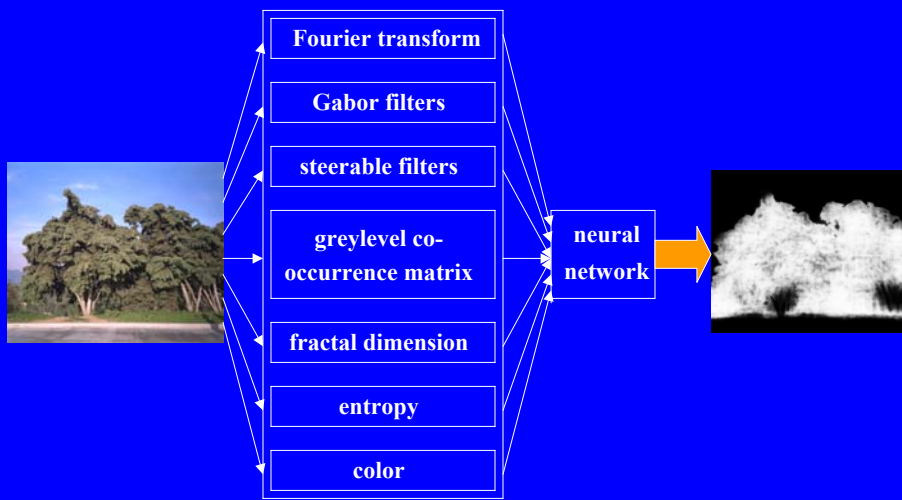 Fourier transform
Gabor filters
steerable filters
greylevel co-
occurrence matrix
fractal dimension
entropy
color
neural
network